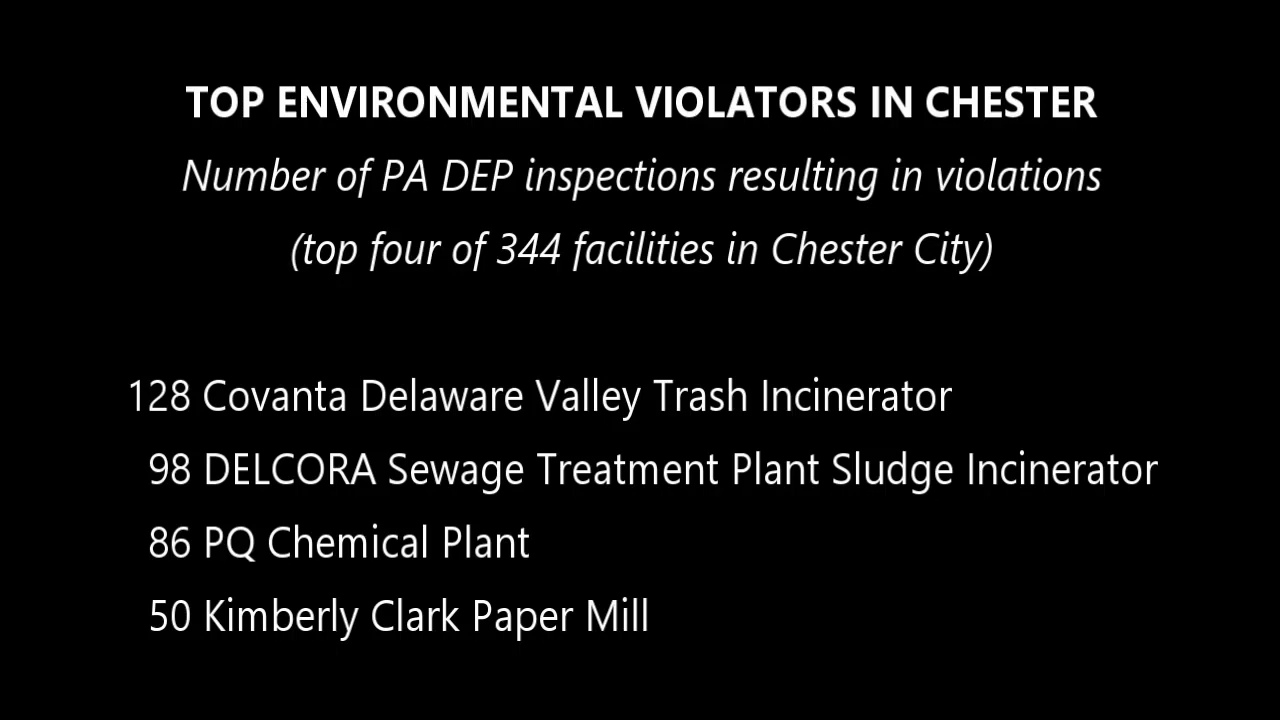 TOP ENVIRONMENTAL VIOLATORS IN CHESTER
Number of PA DEP inspections resulting in violations
(top four of 344 facilities in Chester City)
128 Covanta Delaware Valley Trash Incinerator
98 DELCORA Sewage Treatment Plant Sludge Incinerator
86 PQ Chemical Plant
50 Kimberly Clark Paper Mill